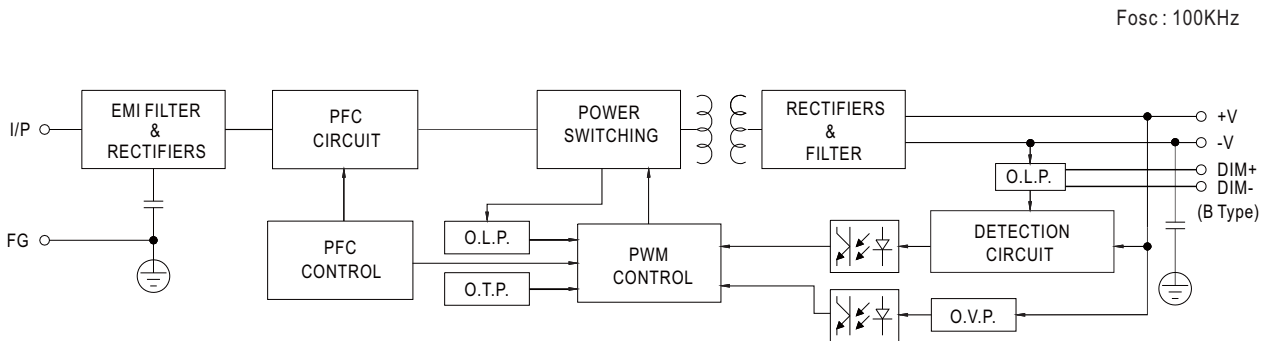 Fosc : 100KHz
I/P
EMI FILTER
&
RECTIFIERS
PFC
CIRCUIT
POWER
SWITCHING
RECTIFIERS
&
FILTER
+V
-V
O.L.P.
DIM+
DIM-
(B Type)
FG
PFC
CONTROL
O.L.P.
O.T.P.
PWM
CONTROL
DETECTION
CIRCUIT
O.V.P.